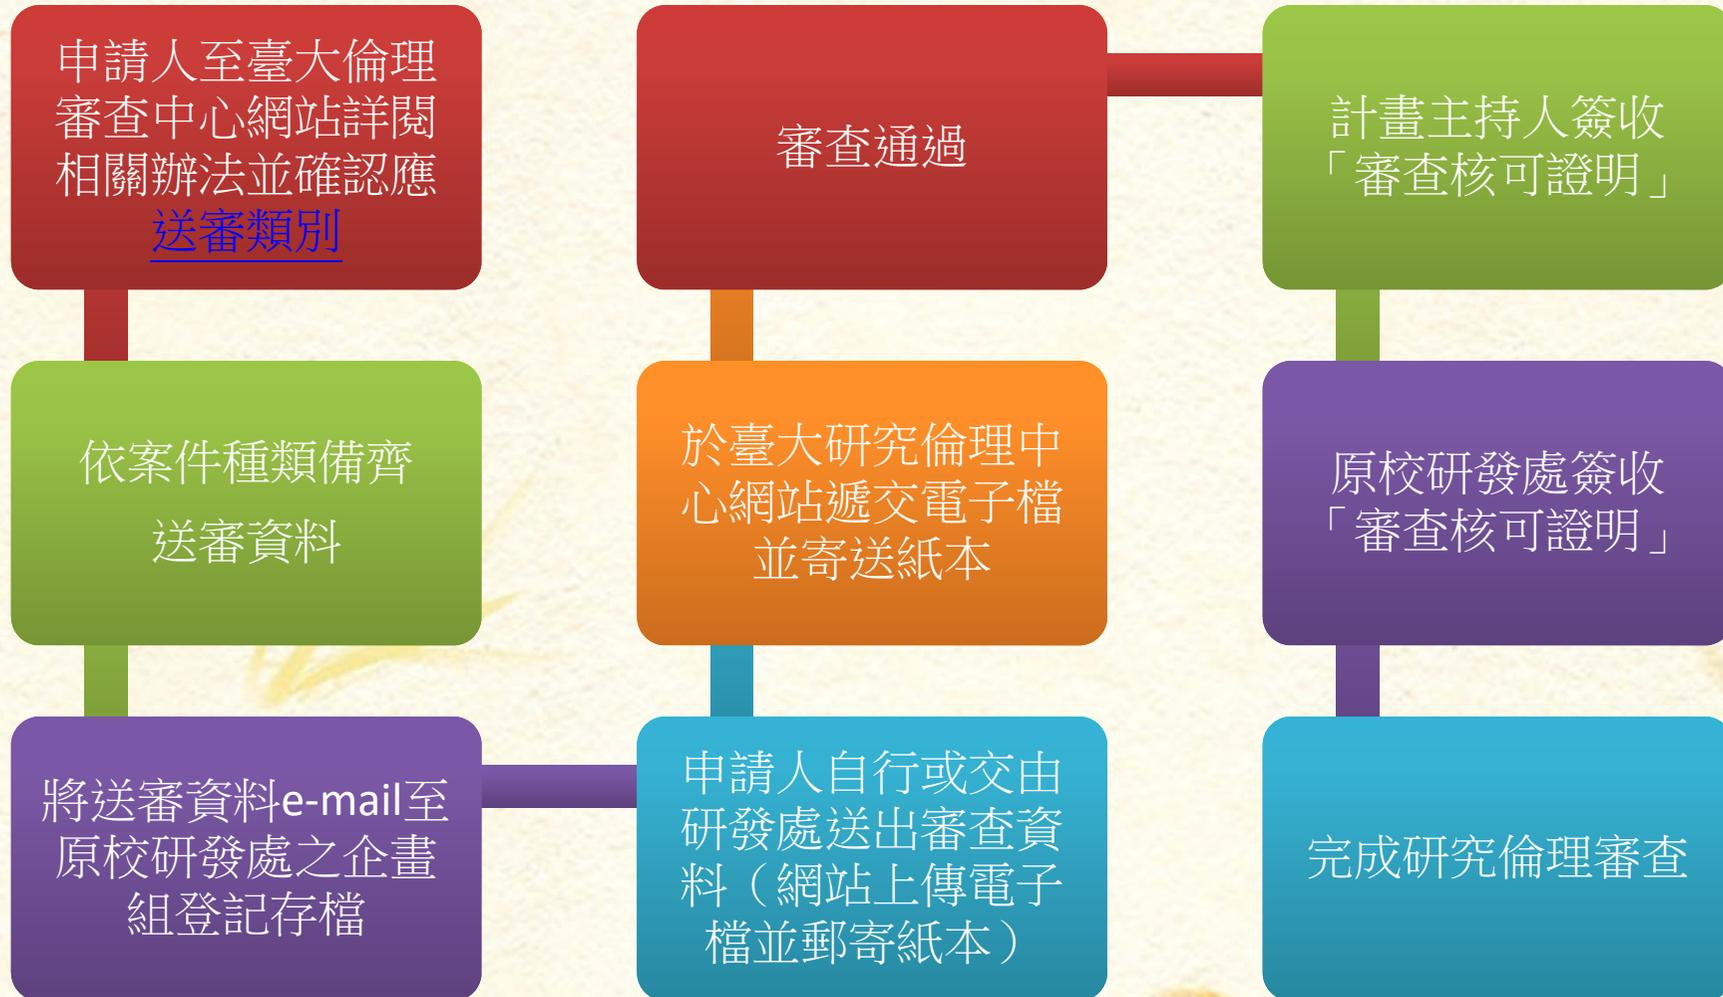 申請人至臺大倫理
審查中心網站詳閱
相關辦法並確認應
送審類別
依案件種類備齊
送審資料
將送審資料e-mail至
原校研發處之企畫
組登記存檔
申請人自行或交由
研發處送出審查資
料（網站上傳電子
檔並郵寄紙本）
於臺大研究倫理中
心網站遞交電子檔
並寄送紙本
審查通過
計畫主持人簽收
「審查核可證明」
原校研發處簽收
「審查核可證明」
完成研究倫理審查